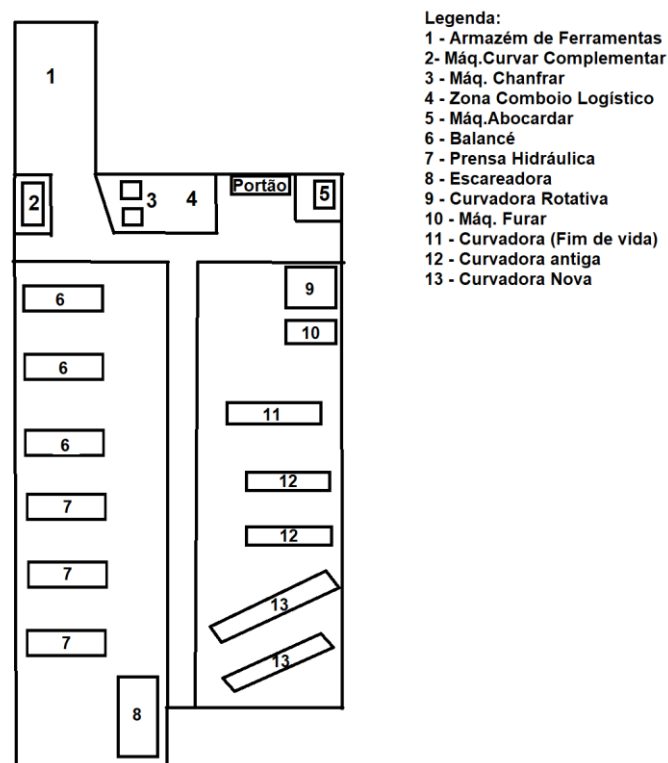 Legenda:
1 - Armazém de Ferramentas
2- Máq.Curvar Complementar
3 - Máq. Chanfrar
4 - Zona Comboio Logístico
5 - Máq.Abocardar
6 - Balancé
7 - Prensa Hidráulica
8 - Escareadora
9 - Curvadora Rotativa
10 - Máq. Furar
11 - Curvadora (Fim de vida)
12 - Curvadora antiga
13 - Curvadora Nova
1
2
3
4
Portão
5
6
6
6
7
7
7
8
9
10
11
12
12
13
13